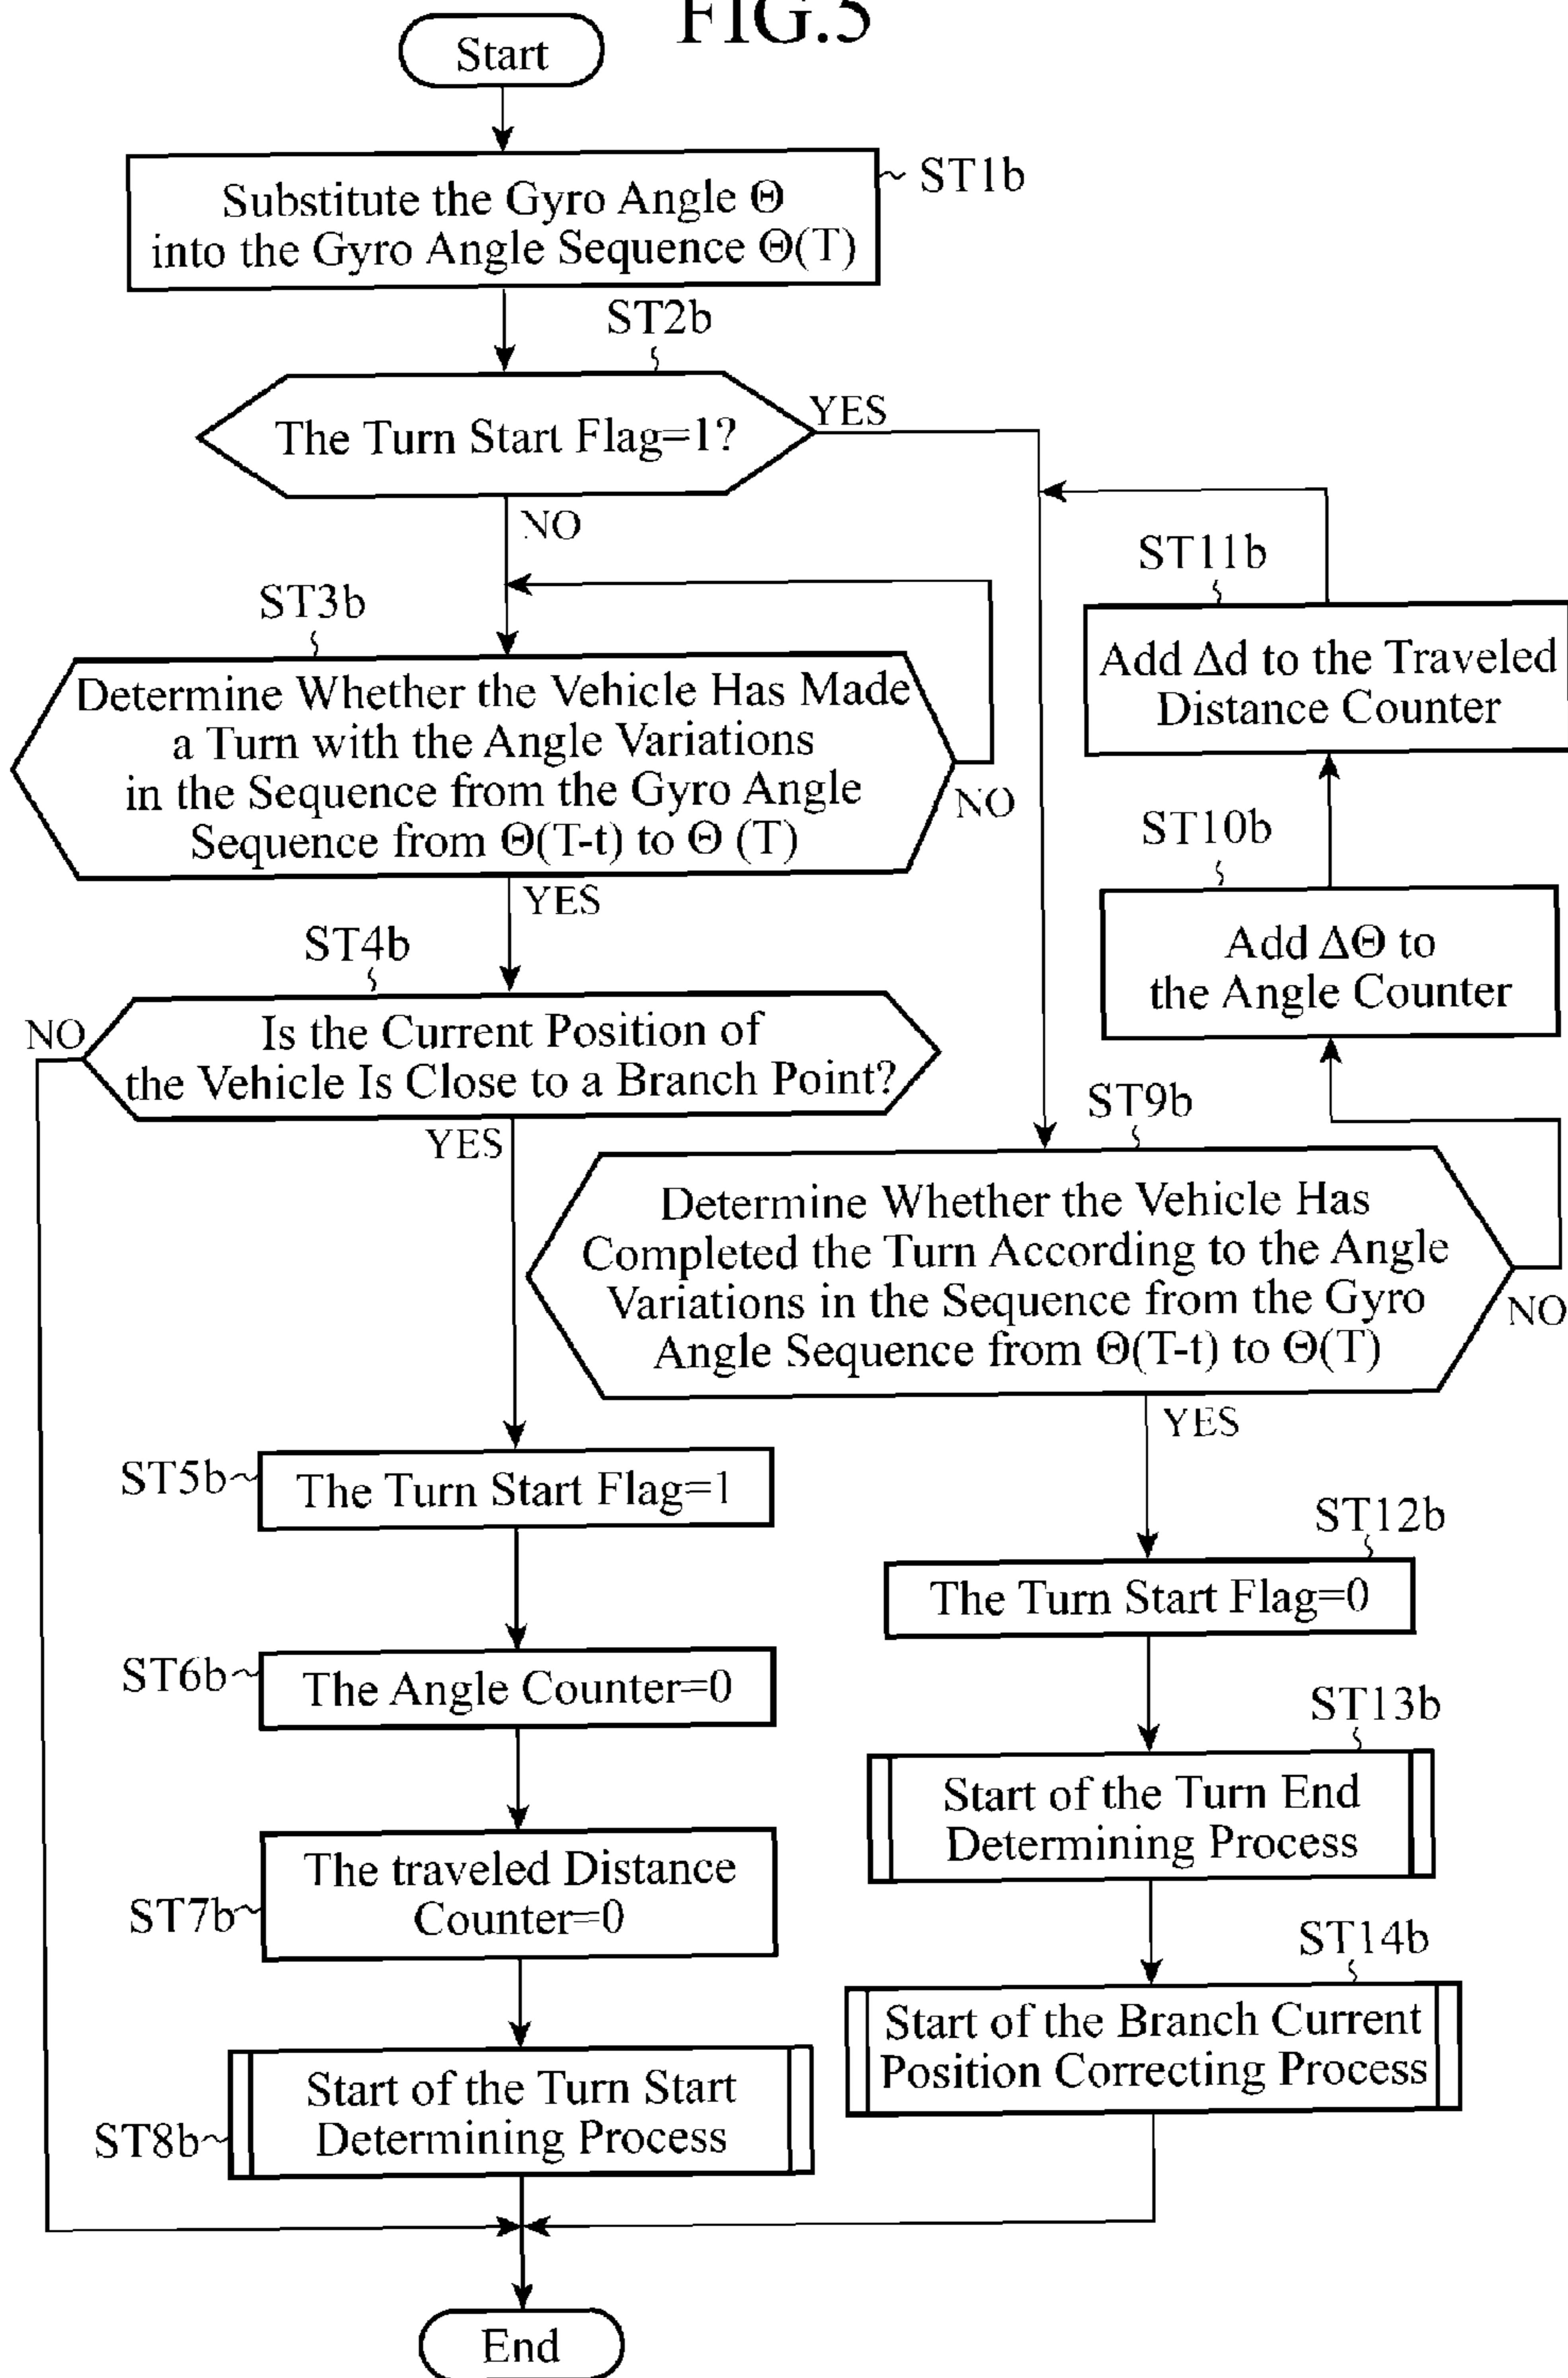 FIG.5
Start
Substitute the Gyro Angle Θ
into the Gyro Angle Sequence Θ(T)
ST1b
ST2b
The Turn Start Flag=1?
YES
NO
ST3b
Determine Whether the Vehicle Has Made
a Turn with the Angle Variations
in the Sequence from the Gyro Angle
Sequence from Θ(T-t) to Θ (T)
NO
YES
ST4b
Is the Current Position of
the Vehicle Is Close to a Branch Point?
NO
YES
ST5b
The Turn Start Flag=1
ST6b
The Angle Counter=0
ST7b
The traveled Distance
Counter=0
ST8b
Start of the Turn Start
Determining Process
ST11b
Add Δd to the Traveled
Distance Counter
ST10b
Add ΔΘ to
the Angle Counter
ST9b
Determine Whether the Vehicle Has
Completed the Turn According to the Angle
Variations in the Sequence from the Gyro
Angle Sequence from Θ(T-t) to Θ(T)
NO
YES
ST12b
The Turn Start Flag=0
ST13b
Start of the Turn End
Determining Process
ST14b
Start of the Branch Current
Position Correcting Process
End